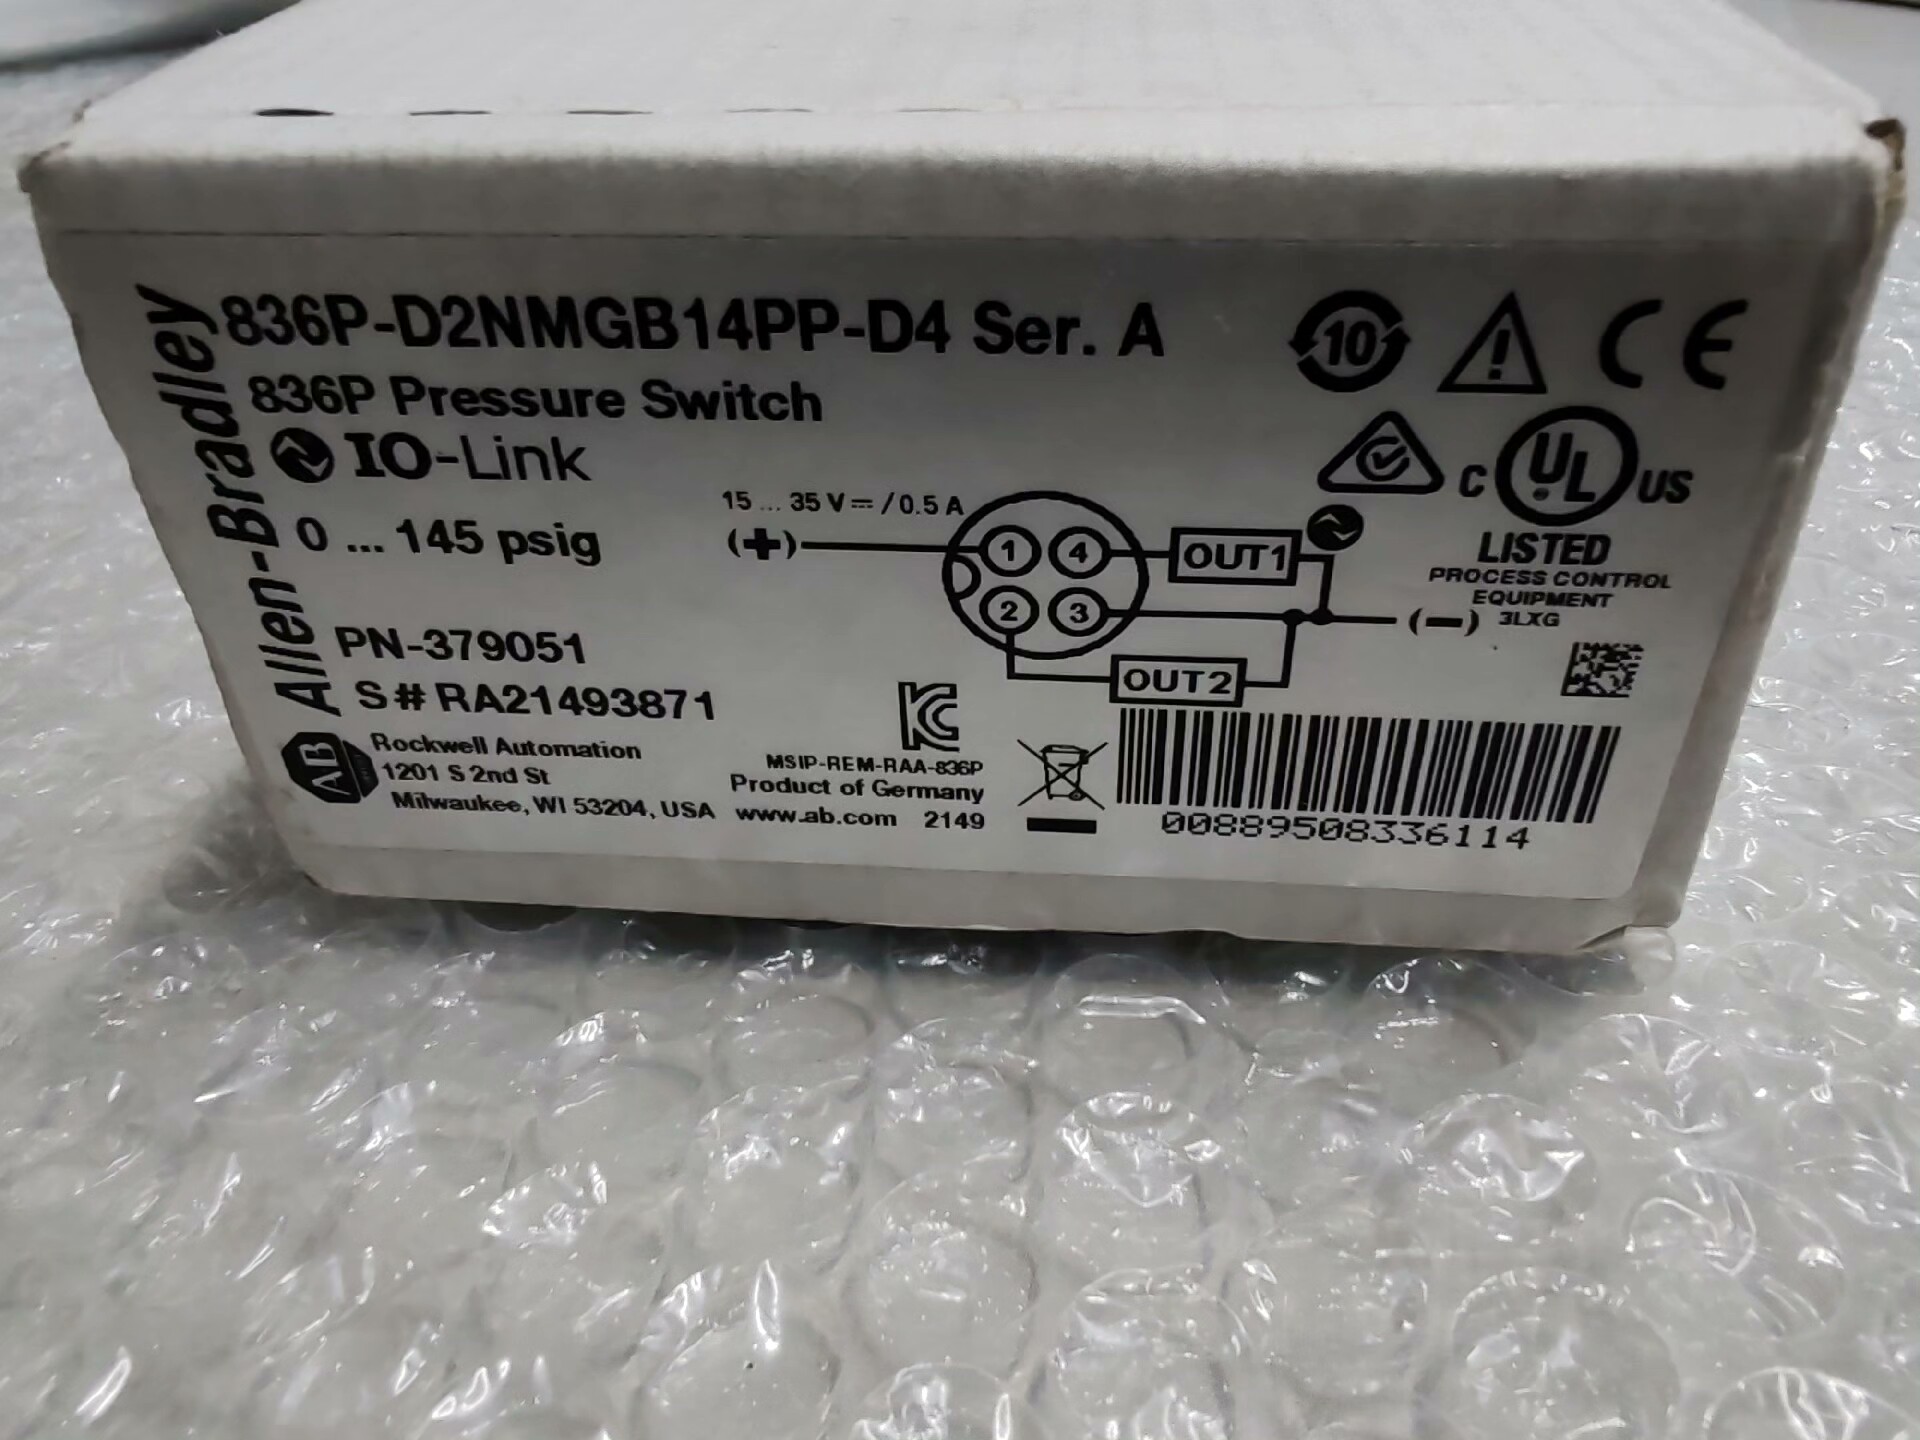 Allen-Bradley
836P-D2NMGB14PP-D4 Ser. A
836P Pressure Switch
IO-Link
0 ... 145 psig
PN-379051
S# RA21493871
AB
Rockwell Automation
1201 S 2nd St
Milwaukee, WI 53204, USA
15 ... 35 V⎓/0.5 A
(+)
1 4
2 3
OUT1
OUT2
(−)
10
CE
C UL US
LISTED
PROCESS CONTROL
EQUIPMENT
3LXG
KC
MSIP-REM-RAA-836P
Product of Germany
www.ab.com 2149
00889508336114